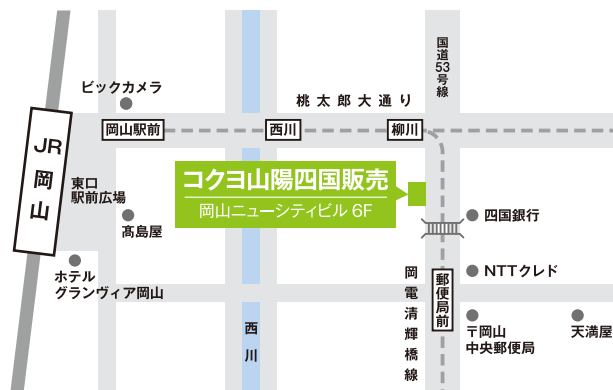 国道53号線
ビックカメラ
桃太郎大通り
岡山駅前
西川
柳川
JR岡山
コクヨ山陽四国販売
岡山ニューシティビル 6F
東口
駅前広場
髙島屋
四国銀行
ホテル
グランヴィア岡山
NTTクレド
岡電清輝橋線
郵便局前
西川
〒岡山
中央郵便局
天満屋